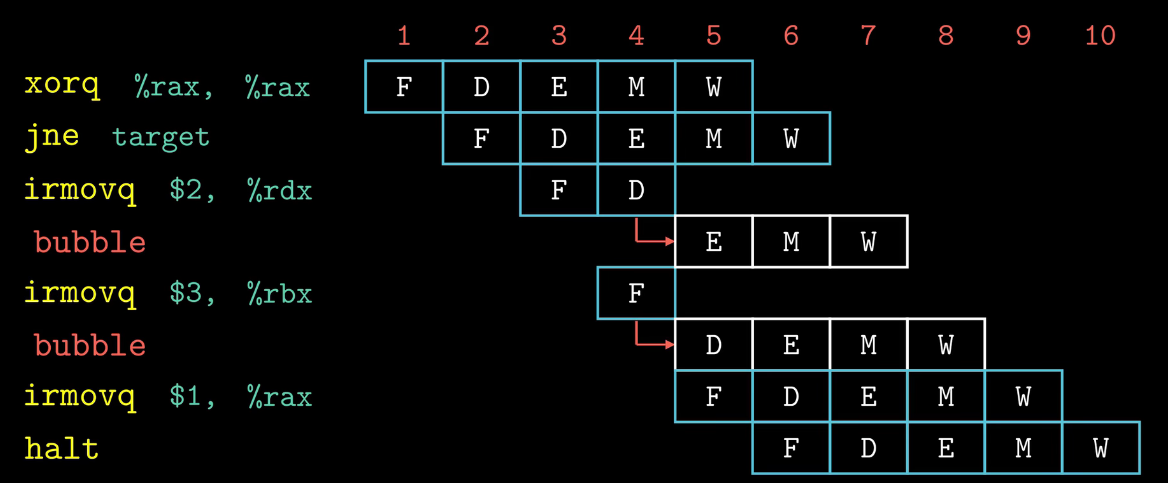 1 2 3 4 5 6 7 8 9 10
xorq %rax, %rax F D E M W
jne target F D E M W
irmovq $2, %rdx F D
bubble E M W
irmovq $3, %rbx F
bubble D E M W
irmovq $1, %rax F D E M W
halt F D E M W